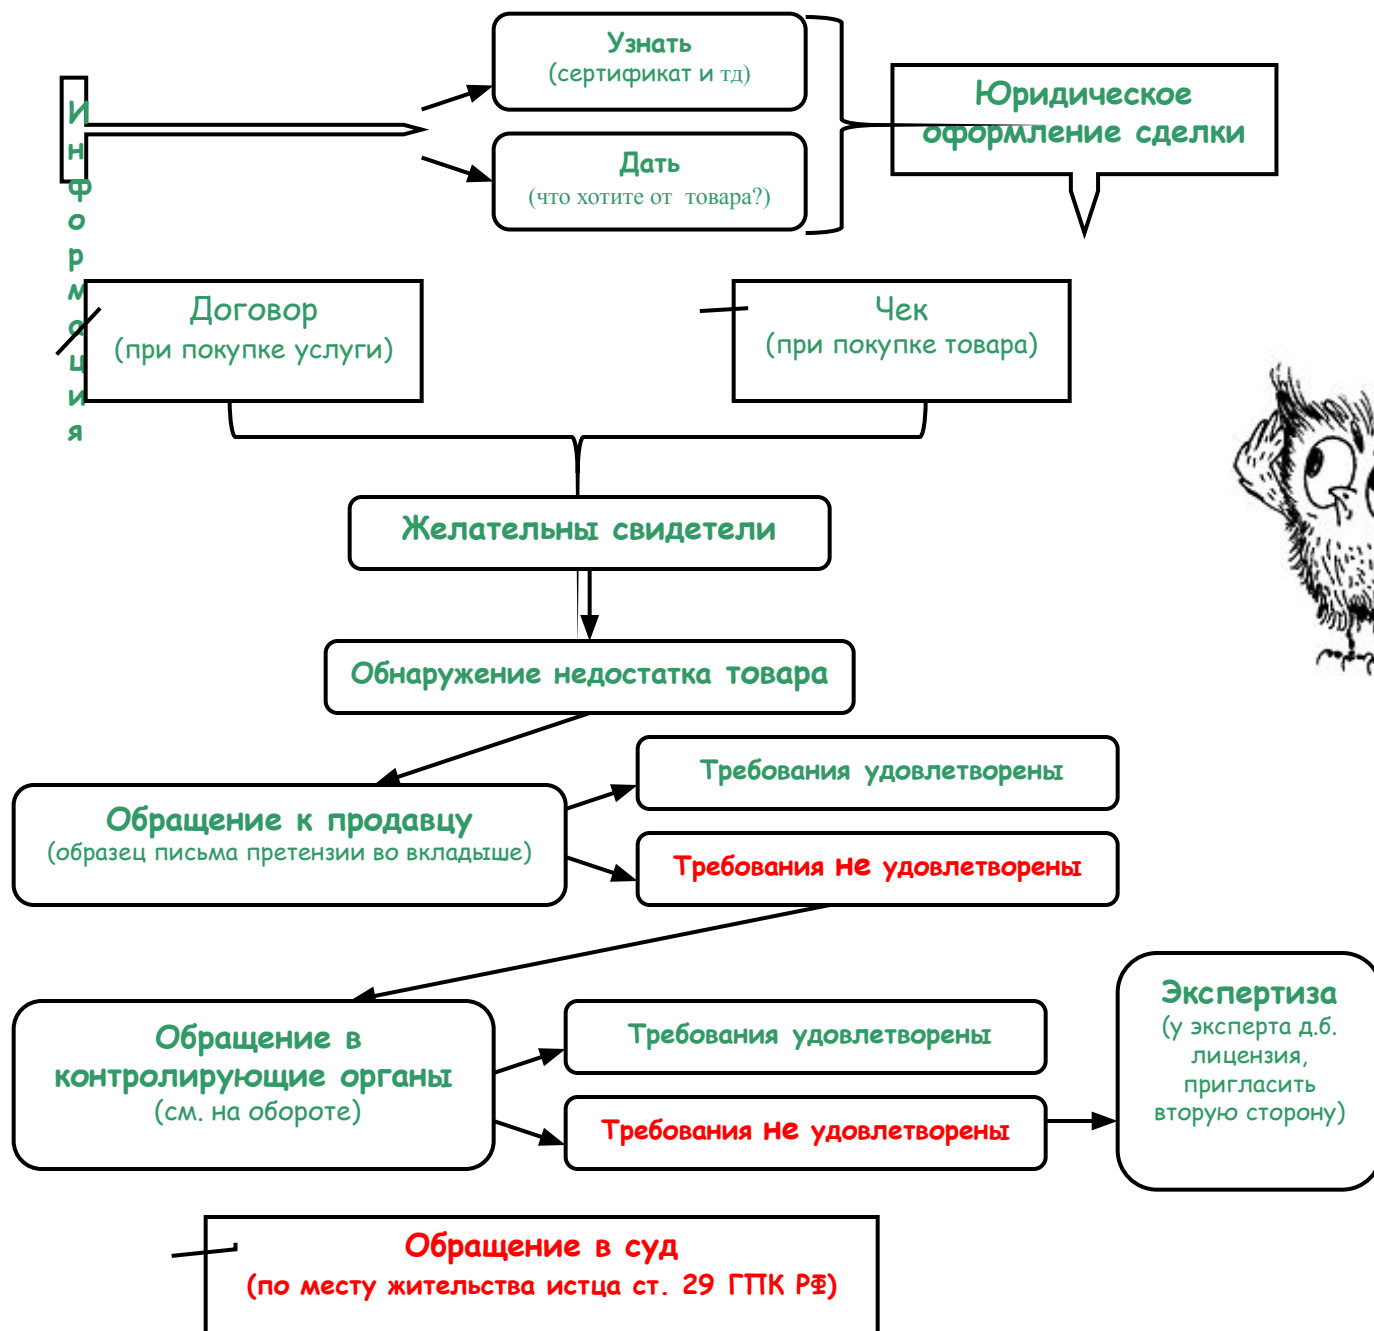 Узнать
(сертификат и тд)
Юридическое
оформление сделки
Информация
Дать
(что хотите от товара?)
Договор
(при покупке услуги)
Чек
(при покупке товара)
Желательны свидетели
Обнаружение недостатка товара
Требования удовлетворены
Обращение к продавцу
(образец письма претензии во вкладыше)
Требования не удовлетворены
Обращение в
контролирующие органы
(см. на обороте)
Требования удовлетворены
Требования не удовлетворены
Экспертиза
(у эксперта д.б.
лицензия,
пригласить
вторую сторону)
Обращение в суд
(по месту жительства истца ст. 29 ГПК РФ)